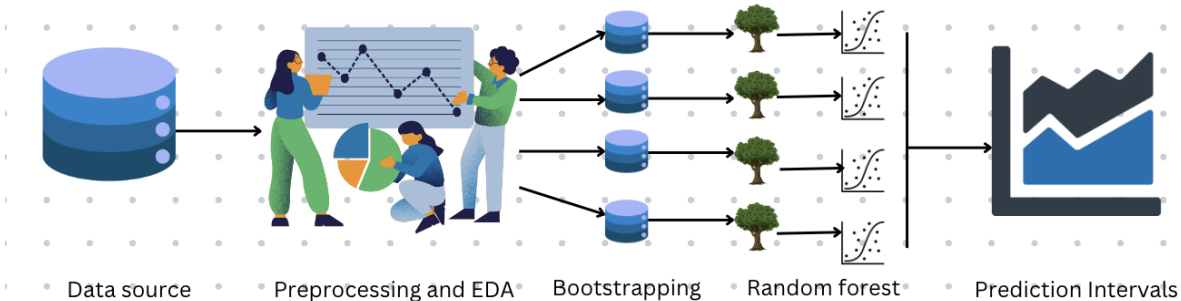 Data source
Preprocessing and EDA
Bootstrapping
Random forest
Prediction Intervals